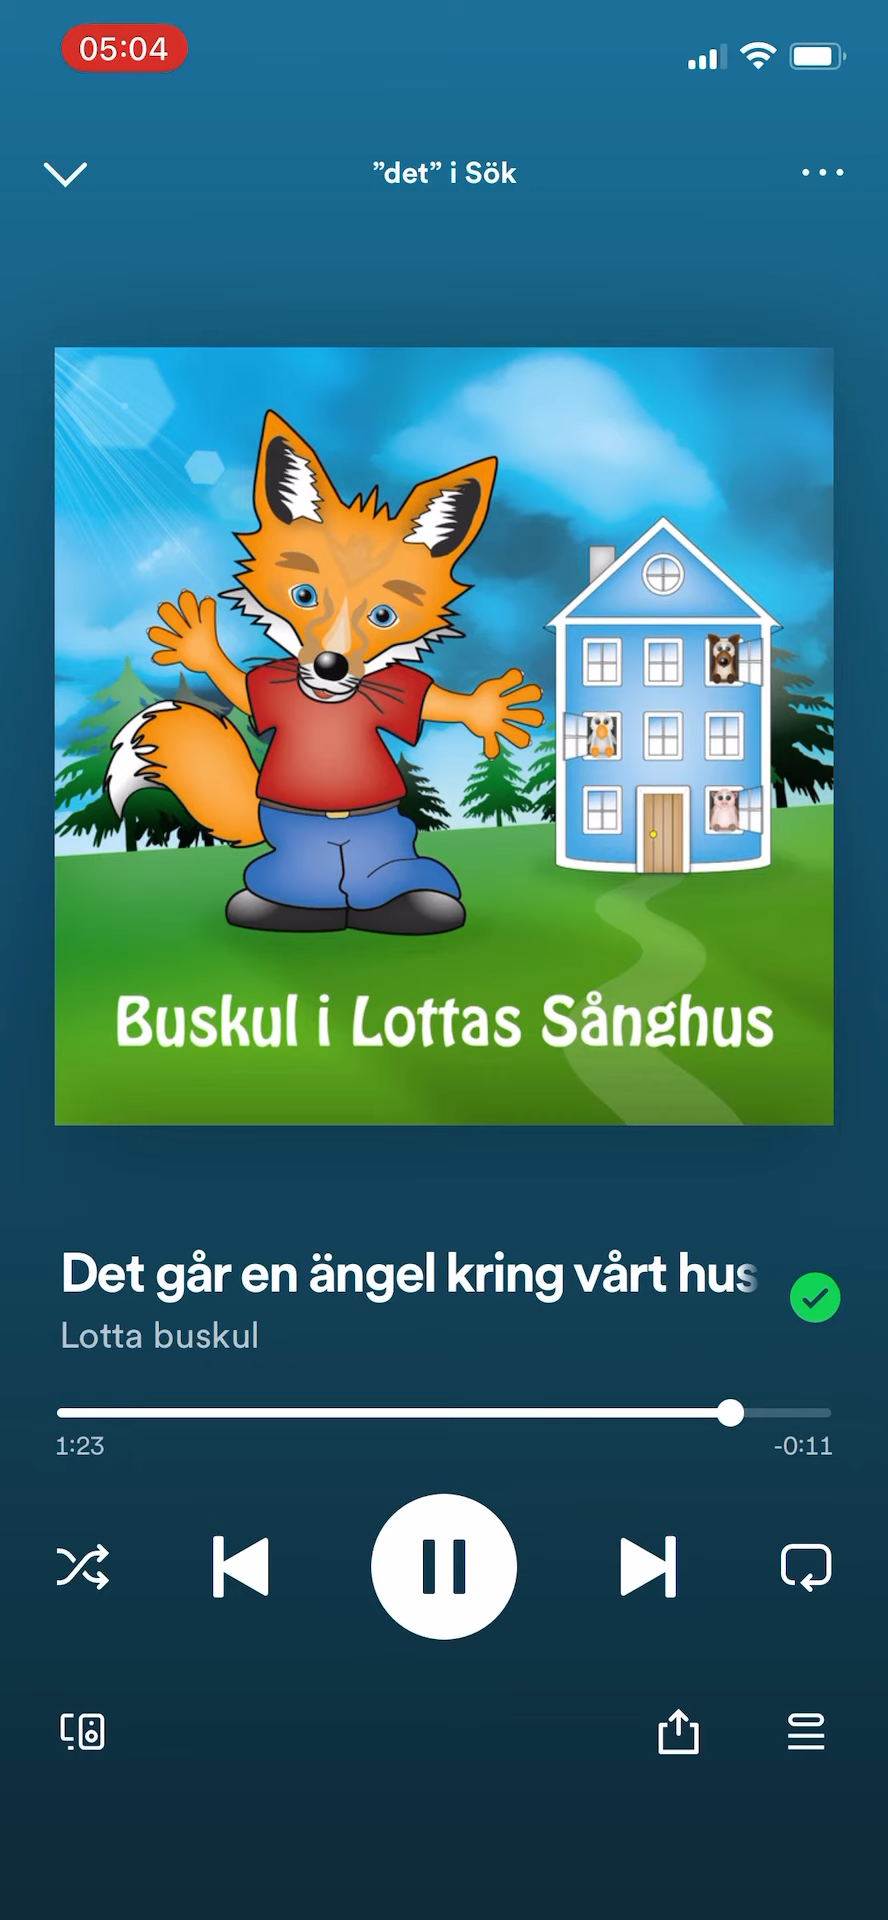 05:04
”det” i Sök
Buskul i Lottas Sånghus
Det går en ängel kring vårt hus
Lotta buskul
1:23
-0:11